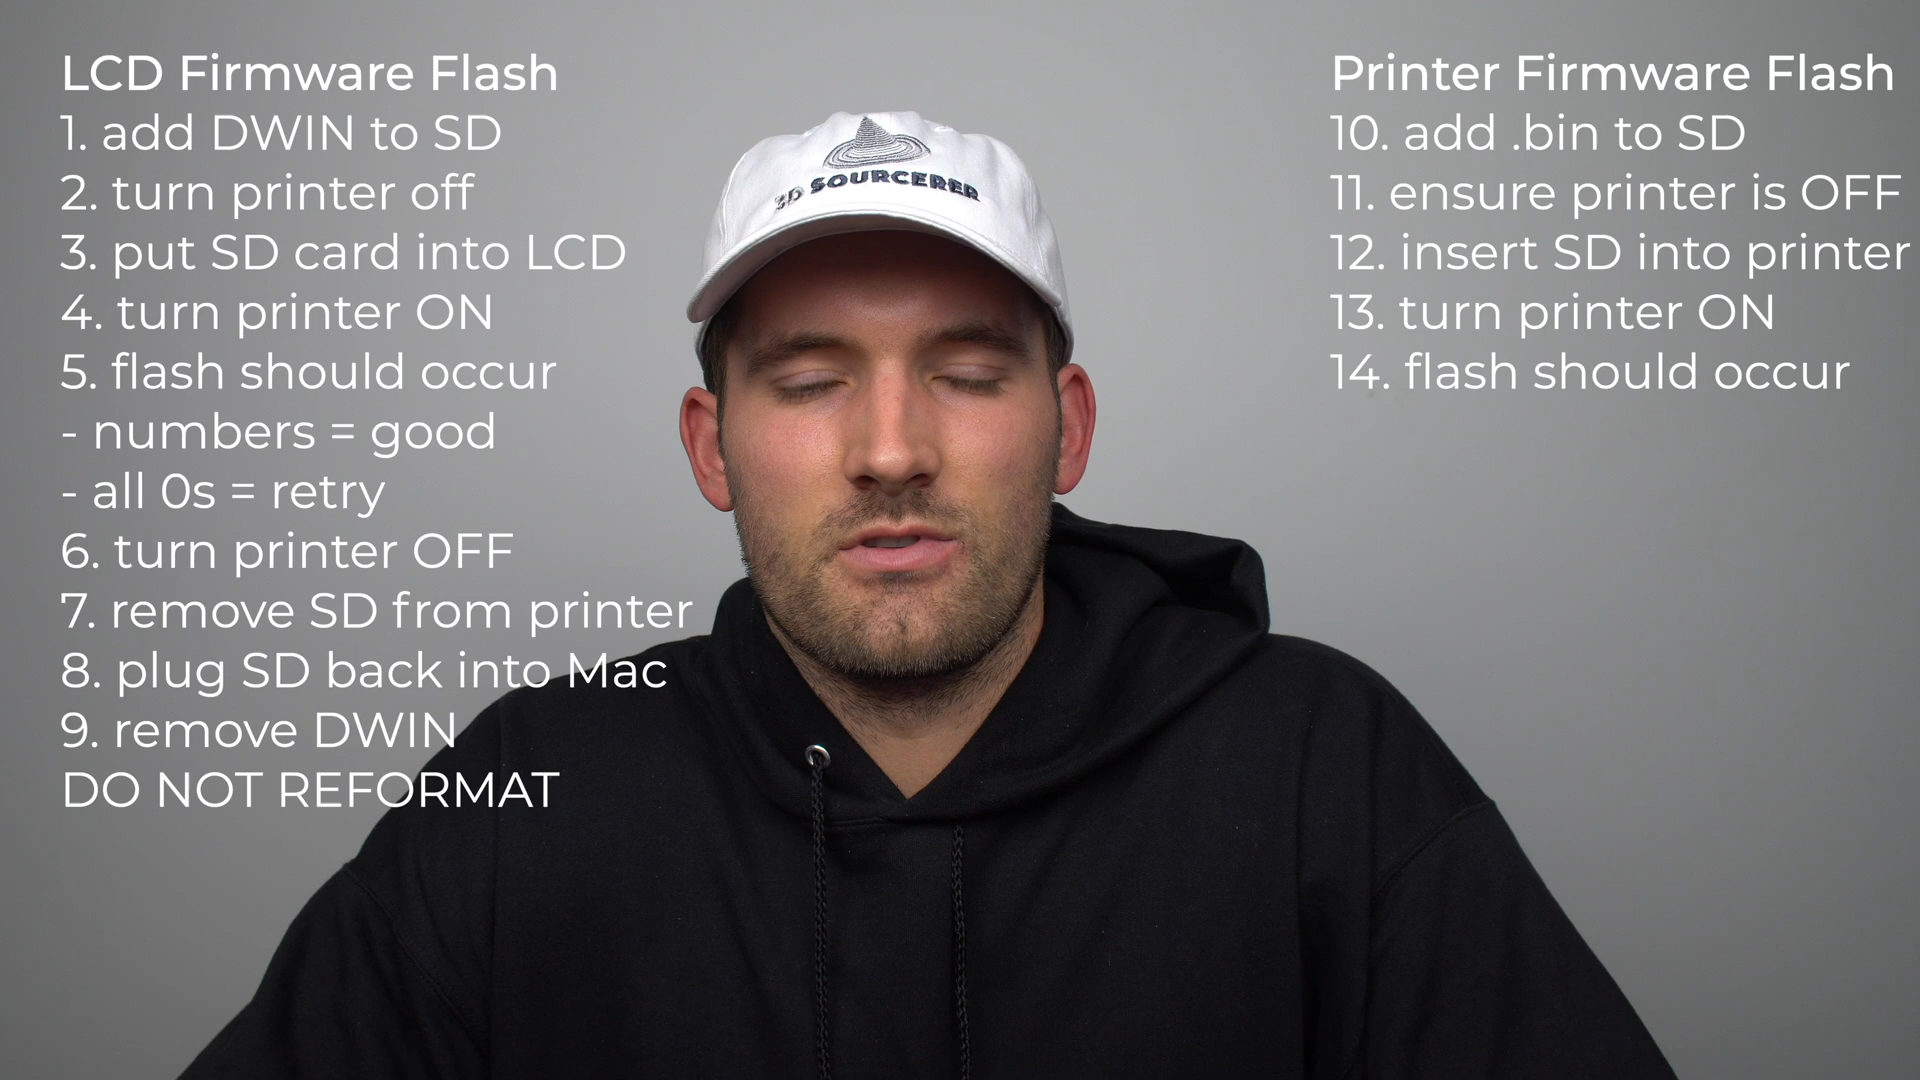 LCD Firmware Flash
1. add DWIN to SD
2. turn printer off
3. put SD card into LCD
4. turn printer ON
5. flash should occur
- numbers = good
- all 0s = retry
6. turn printer OFF
7. remove SD from printer
8. plug SD back into Mac
9. remove DWIN
DO NOT REFORMAT
Printer Firmware Flash
10. add .bin to SD
11. ensure printer is OFF
12. insert SD into printer
13. turn printer ON
14. flash should occur
3D SOURCERER